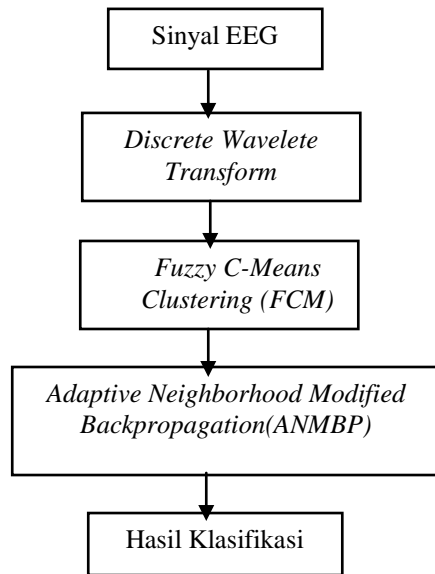 Sinyal EEG
Discrete Wavelete
Transform
Fuzzy C-Means
Clustering (FCM)
Adaptive Neighborhood Modified
Backpropagation(ANMBP)
Hasil Klasifikasi